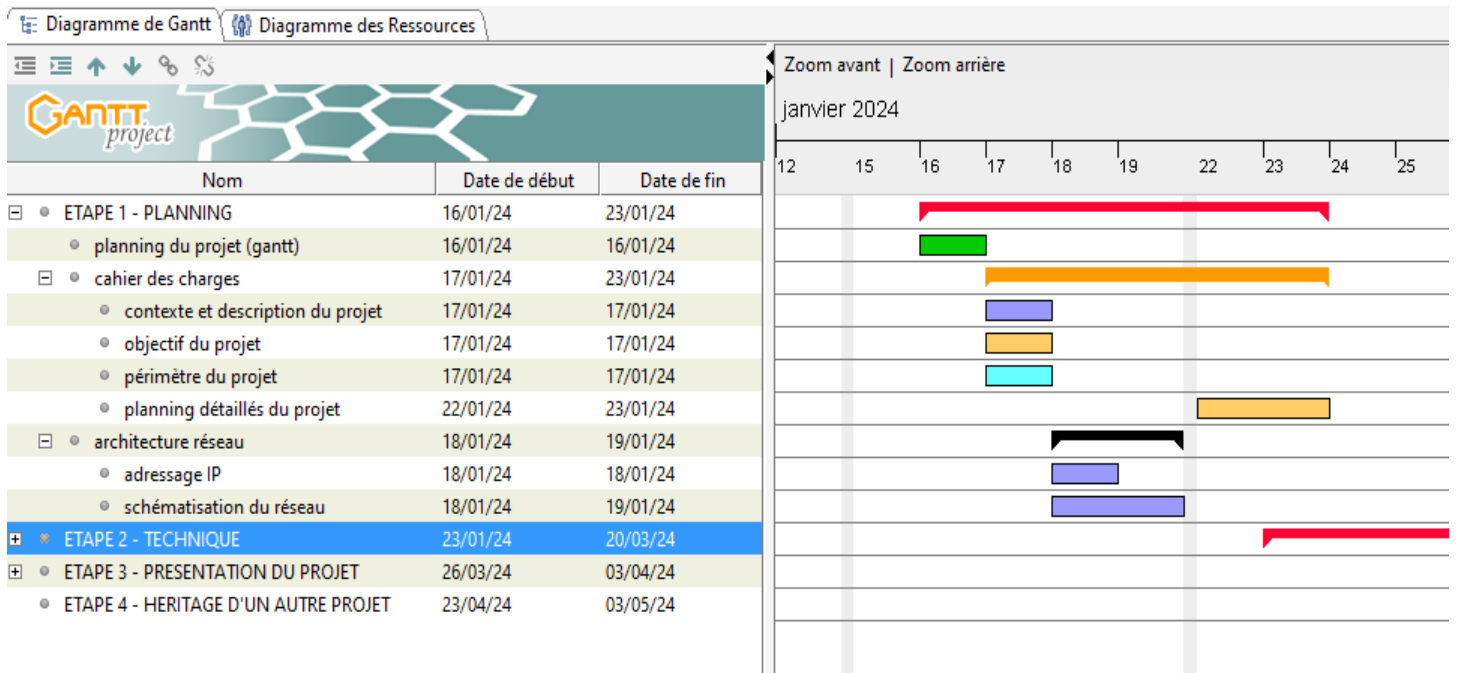 Diagramme de Gantt Diagramme des Ressources
Zoom avant | Zoom arrière
GANTT project
janvier 2024
12 15 16 17 18 19 22 23 24 25
Nom Date de début Date de fin
ETAPE 1 - PLANNING 16/01/24 23/01/24
planning du projet (gantt) 16/01/24 16/01/24
cahier des charges 17/01/24 23/01/24
contexte et description du projet 17/01/24 17/01/24
objectif du projet 17/01/24 17/01/24
périmètre du projet 17/01/24 17/01/24
planning détaillés du projet 22/01/24 23/01/24
architecture réseau 18/01/24 19/01/24
adressage IP 18/01/24 18/01/24
schématisation du réseau 18/01/24 19/01/24
ETAPE 2 - TECHNIQUE 23/01/24 20/03/24
ETAPE 3 - PRESENTATION DU PROJET 26/03/24 03/04/24
ETAPE 4 - HERITAGE D'UN AUTRE PROJET 23/04/24 03/05/24